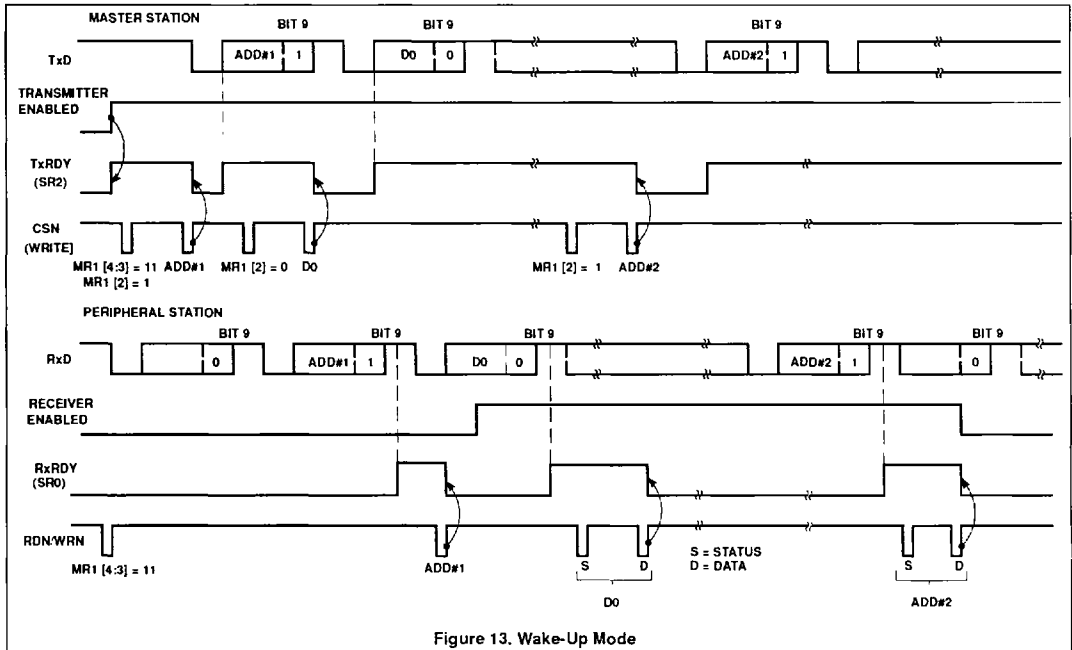 MASTER STATION
BIT 9 BIT 9 BIT 9
TxD ADD#1 1 D0 0 ADD#2 1
TRANSMITTER
ENABLED
TxRDY
(SR2)
CSN
(WRITE]
MR1 [4:3] = 11 ADD#1 MR1 [2] = 0 D0 MR1 [2] = 1 ADD#2
MR1 [2] = 1
PERIPHERAL STATION
BIT 9 BIT 9 BIT 9 BIT 9 BIT 9
RxD 0 ADD#1 1 D0 0 ADD#2 1 0
RECEIVER
ENABLED
RxRDY
(SR0)
RDN/WRN
MR1 [4:3] = 11 ADD#1 S D S = STATUS S D
D = DATA
D0 ADD#2
Figure 13. Wake-Up Mode